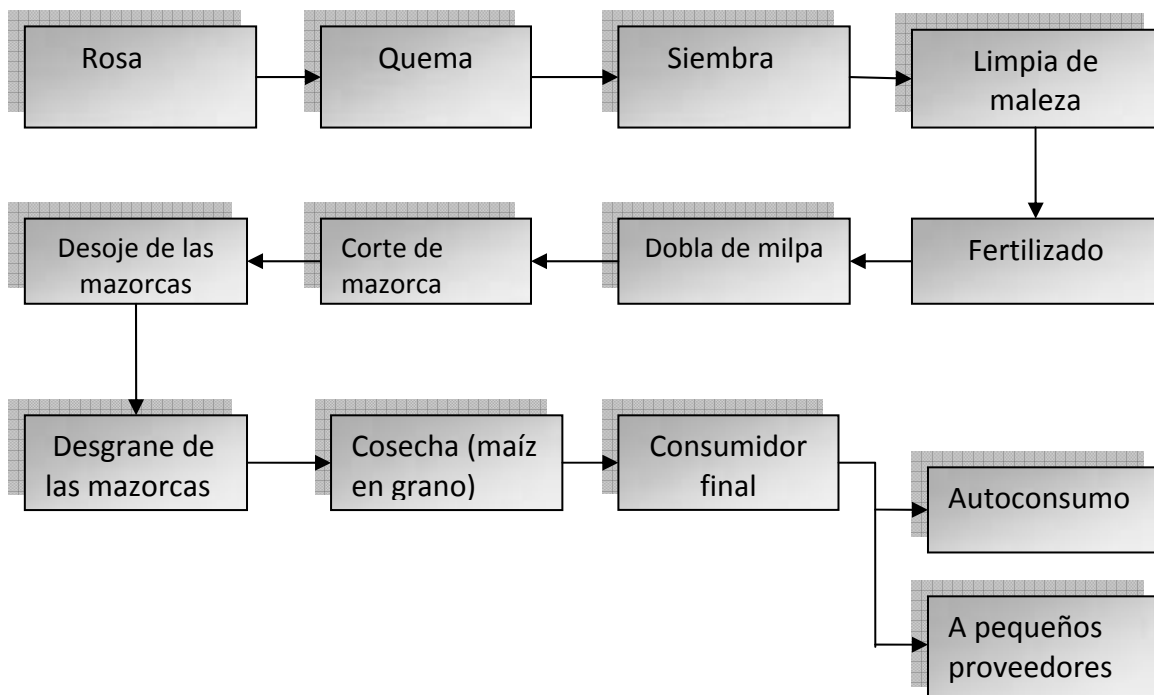 Rosa
Quema
Siembra
Limpia de
maleza
Fertilizado
Dobla de milpa
Corte de
mazorca
Desoje de las
mazorcas
Desgrane de
las mazorcas
Cosecha (maíz
en grano)
Consumidor
final
Autoconsumo
A pequeños
proveedores